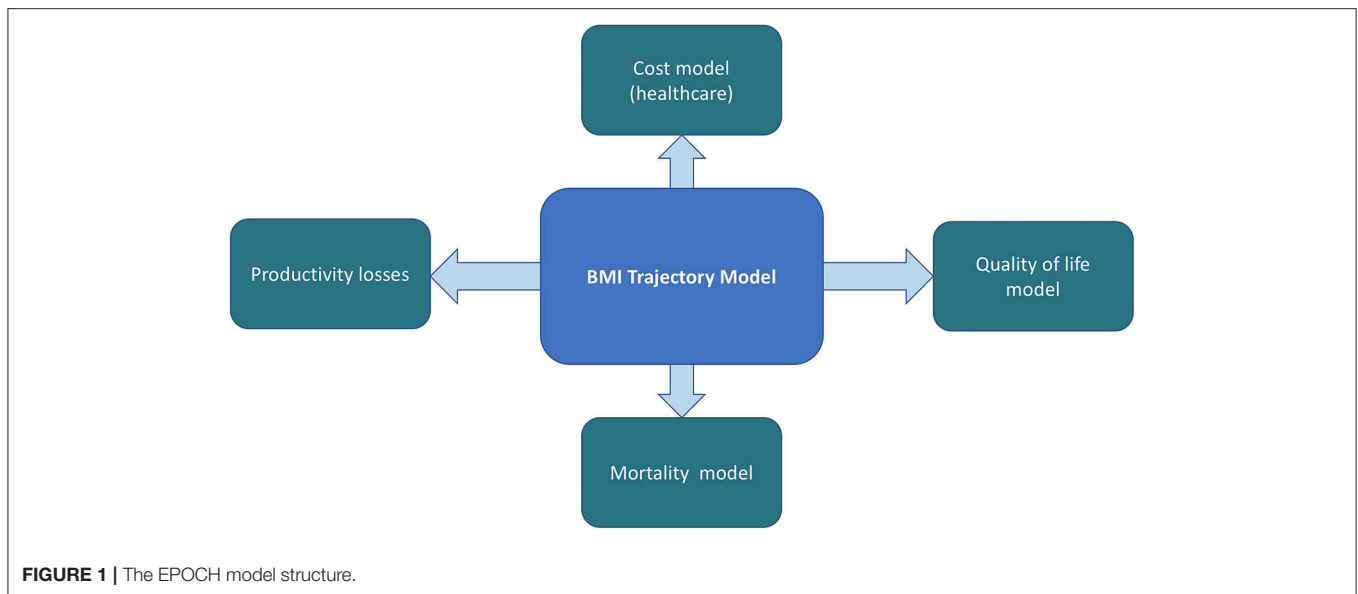 Cost model
(healthcare)
Productivity losses
BMI Trajectory Model
Quality of life
model
Mortality model
FIGURE 1 | The EPOCH model structure.